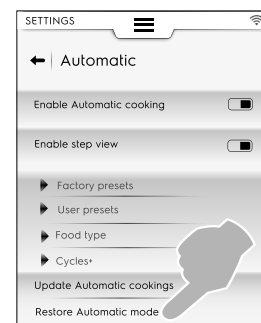 SETTINGS
Automatic
Enable Automatic cooking
Enable step view
Factory presets
User presets
Food type
Cycles+
Update Automatic cookings
Restore Automatic mode